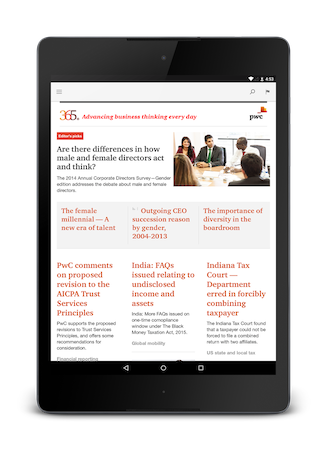 4:53
365. Advancing business thinking every day
pwc
Editor's picks
Are there differences in how
male and female directors act
and think?
The 2014 Annual Corporate Directors Survey– Gender
edition addresses the debate about male and female
directors.
The female
millennial — A
new era of talent
Outgoing CEO
succession reason
by gender,
2004-2013
The importance of
diversity in the
boardroom
PwC comments
on proposed
revision to the
AICPA Trust
Services
Principles
PwC supports the proposed
revisions to Trust Services
Principles, and offers some
recommendations for
consideration.
Financial reporting
India: FAQs
issued relating to
undisclosed
income and
assets
India: More FAQs issued on
one-time compliance
window under The Black
Money Taxation Act, 2015.
Global mobility
Indiana Tax
Court —
Department
erred in forcibly
combining
taxpayer
The Indiana Tax Court found
that a taxpayer could not be
forced to file a combined
return with two affiliates.
US state and local tax